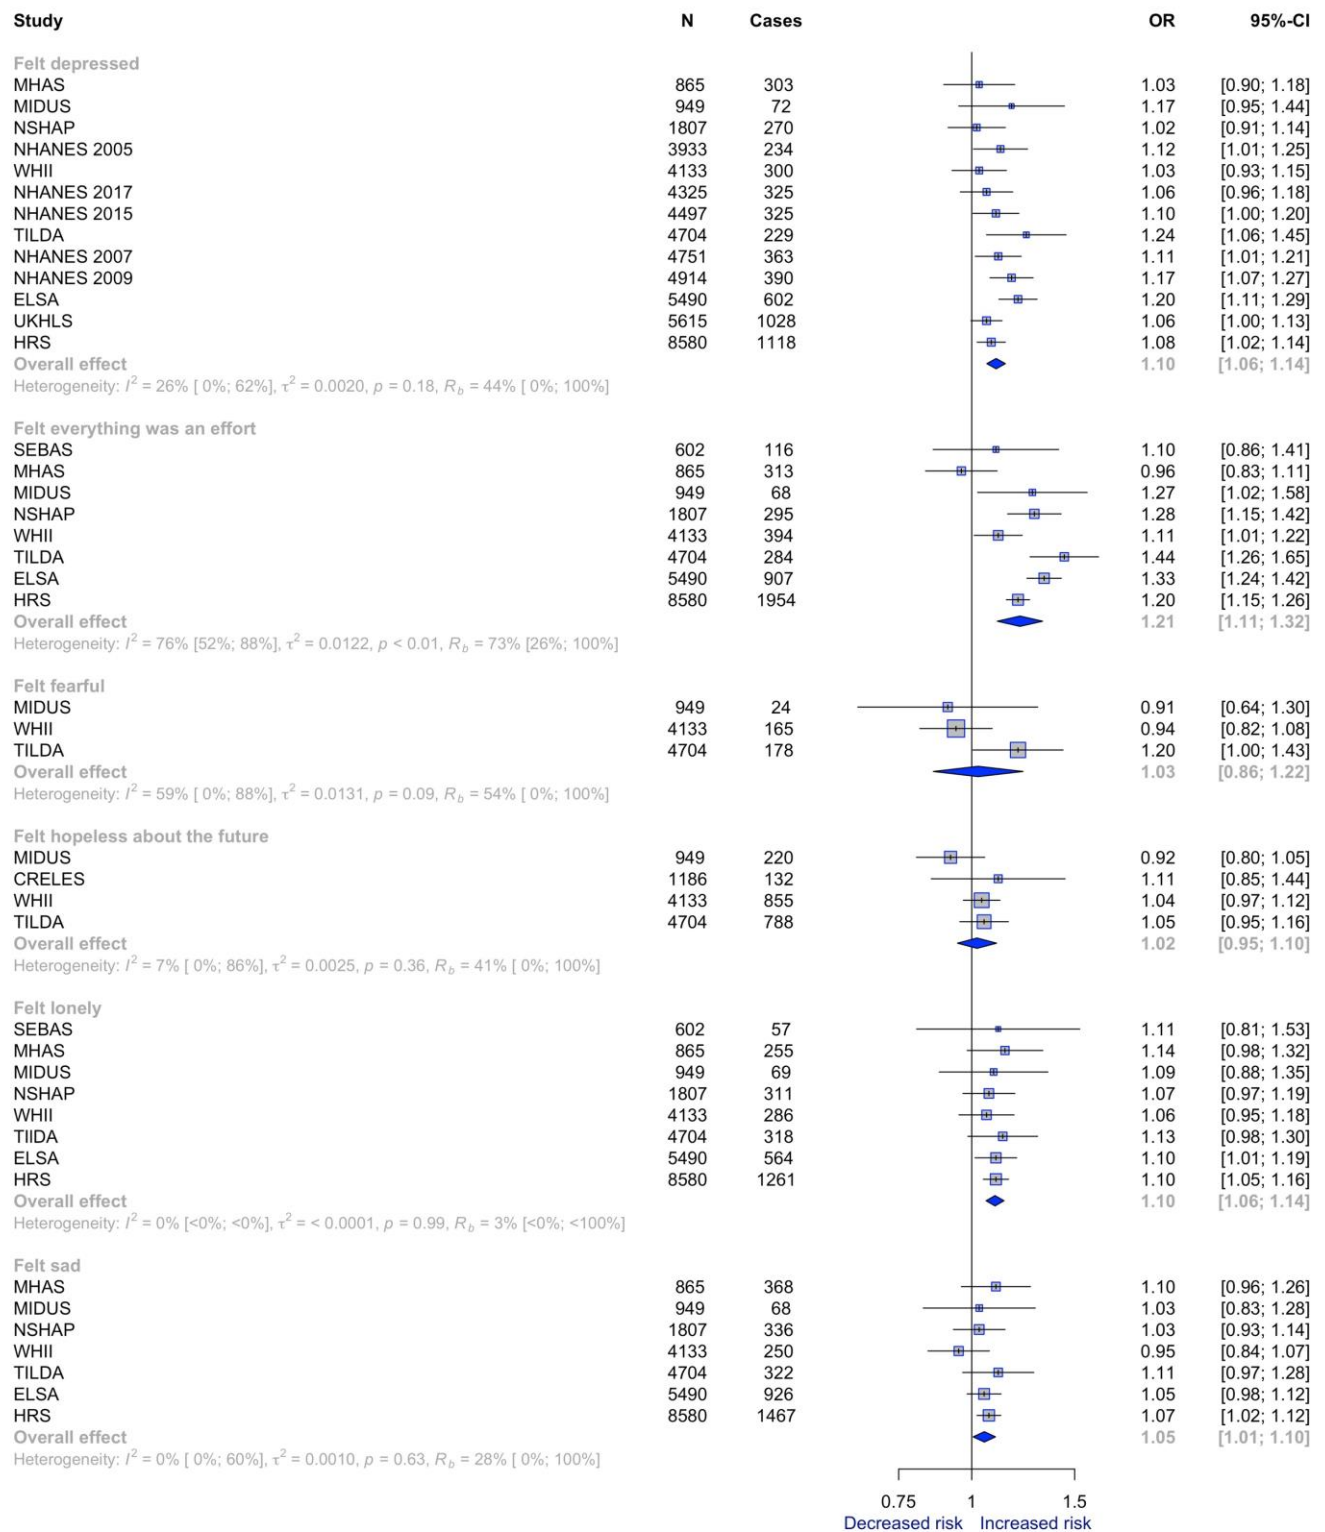 Study N Cases OR 95%-CI
Felt depressed
MHAS 865 303 1.03 [0.90; 1.18]
MIDUS 949 72 1.17 [0.95; 1.44]
NSHAP 1807 270 1.02 [0.91; 1.14]
NHANES 2005 3933 234 1.12 [1.01; 1.25]
WHII 4133 300 1.03 [0.93; 1.15]
NHANES 2017 4325 325 1.06 [0.96; 1.18]
NHANES 2015 4497 325 1.10 [1.00; 1.20]
TILDA 4704 229 1.24 [1.06; 1.45]
NHANES 2007 4751 363 1.11 [1.01; 1.21]
NHANES 2009 4914 390 1.17 [1.07; 1.27]
ELSA 5490 602 1.20 [1.11; 1.29]
UKHLS 5615 1028 1.06 [1.00; 1.13]
HRS 8580 1118 1.08 [1.02; 1.14]
Overall effect 1.10 [1.06; 1.14]
Heterogeneity: I² = 26% [ 0%; 62%], τ² = 0.0020, p = 0.18, R_b = 44% [ 0%; 100%]
Felt everything was an effort
SEBAS 602 116 1.10 [0.86; 1.41]
MHAS 865 313 0.96 [0.83; 1.11]
MIDUS 949 68 1.27 [1.02; 1.58]
NSHAP 1807 295 1.28 [1.15; 1.42]
WHII 4133 394 1.11 [1.01; 1.22]
TILDA 4704 284 1.44 [1.26; 1.65]
ELSA 5490 907 1.33 [1.24; 1.42]
HRS 8580 1954 1.20 [1.15; 1.26]
Overall effect 1.21 [1.11; 1.32]
Heterogeneity: I² = 76% [52%; 88%], τ² = 0.0122, p < 0.01, R_b = 73% [26%; 100%]
Felt fearful
MIDUS 949 24 0.91 [0.64; 1.30]
WHII 4133 165 0.94 [0.82; 1.08]
TILDA 4704 178 1.20 [1.00; 1.43]
Overall effect 1.03 [0.86; 1.22]
Heterogeneity: I² = 59% [ 0%; 88%], τ² = 0.0131, p = 0.09, R_b = 54% [ 0%; 100%]
Felt hopeless about the future
MIDUS 949 220 0.92 [0.80; 1.05]
CRELES 1186 132 1.11 [0.85; 1.44]
WHII 4133 855 1.04 [0.97; 1.12]
TILDA 4704 788 1.05 [0.95; 1.16]
Overall effect 1.02 [0.95; 1.10]
Heterogeneity: I² = 7% [ 0%; 86%], τ² = 0.0025, p = 0.36, R_b = 41% [ 0%; 100%]
Felt lonely
SEBAS 602 57 1.11 [0.81; 1.53]
MHAS 865 255 1.14 [0.98; 1.32]
MIDUS 949 69 1.09 [0.88; 1.35]
NSHAP 1807 311 1.07 [0.97; 1.19]
WHII 4133 286 1.06 [0.95; 1.18]
TIIDA 4704 318 1.13 [0.98; 1.30]
ELSA 5490 564 1.10 [1.01; 1.19]
HRS 8580 1261 1.10 [1.05; 1.16]
Overall effect 1.10 [1.06; 1.14]
Heterogeneity: I² = 0% [<0%; <0%], τ² = < 0.0001, p = 0.99, R_b = 3% [<0%; <100%]
Felt sad
MHAS 865 368 1.10 [0.96; 1.26]
MIDUS 949 68 1.03 [0.83; 1.28]
NSHAP 1807 336 1.03 [0.93; 1.14]
WHII 4133 250 0.95 [0.84; 1.07]
TILDA 4704 322 1.11 [0.97; 1.28]
ELSA 5490 926 1.05 [0.98; 1.12]
HRS 8580 1467 1.07 [1.02; 1.12]
Overall effect 1.05 [1.01; 1.10]
Heterogeneity: I² = 0% [ 0%; 60%], τ² = 0.0010, p = 0.63, R_b = 28% [ 0%; 100%]
0.75 1 1.5
Decreased risk Increased risk